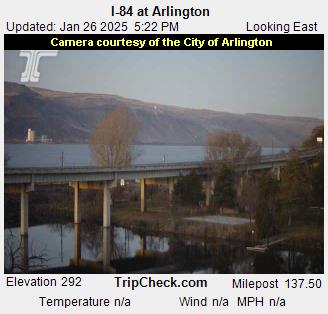 I-84 at Arlington
Updated: Jan 26 2025 5:22 PM Looking East
Camera courtesy of the City of Arlington
Elevation 292 TripCheck.com Milepost 137.50
Temperature n/a Wind n/a MPH n/a